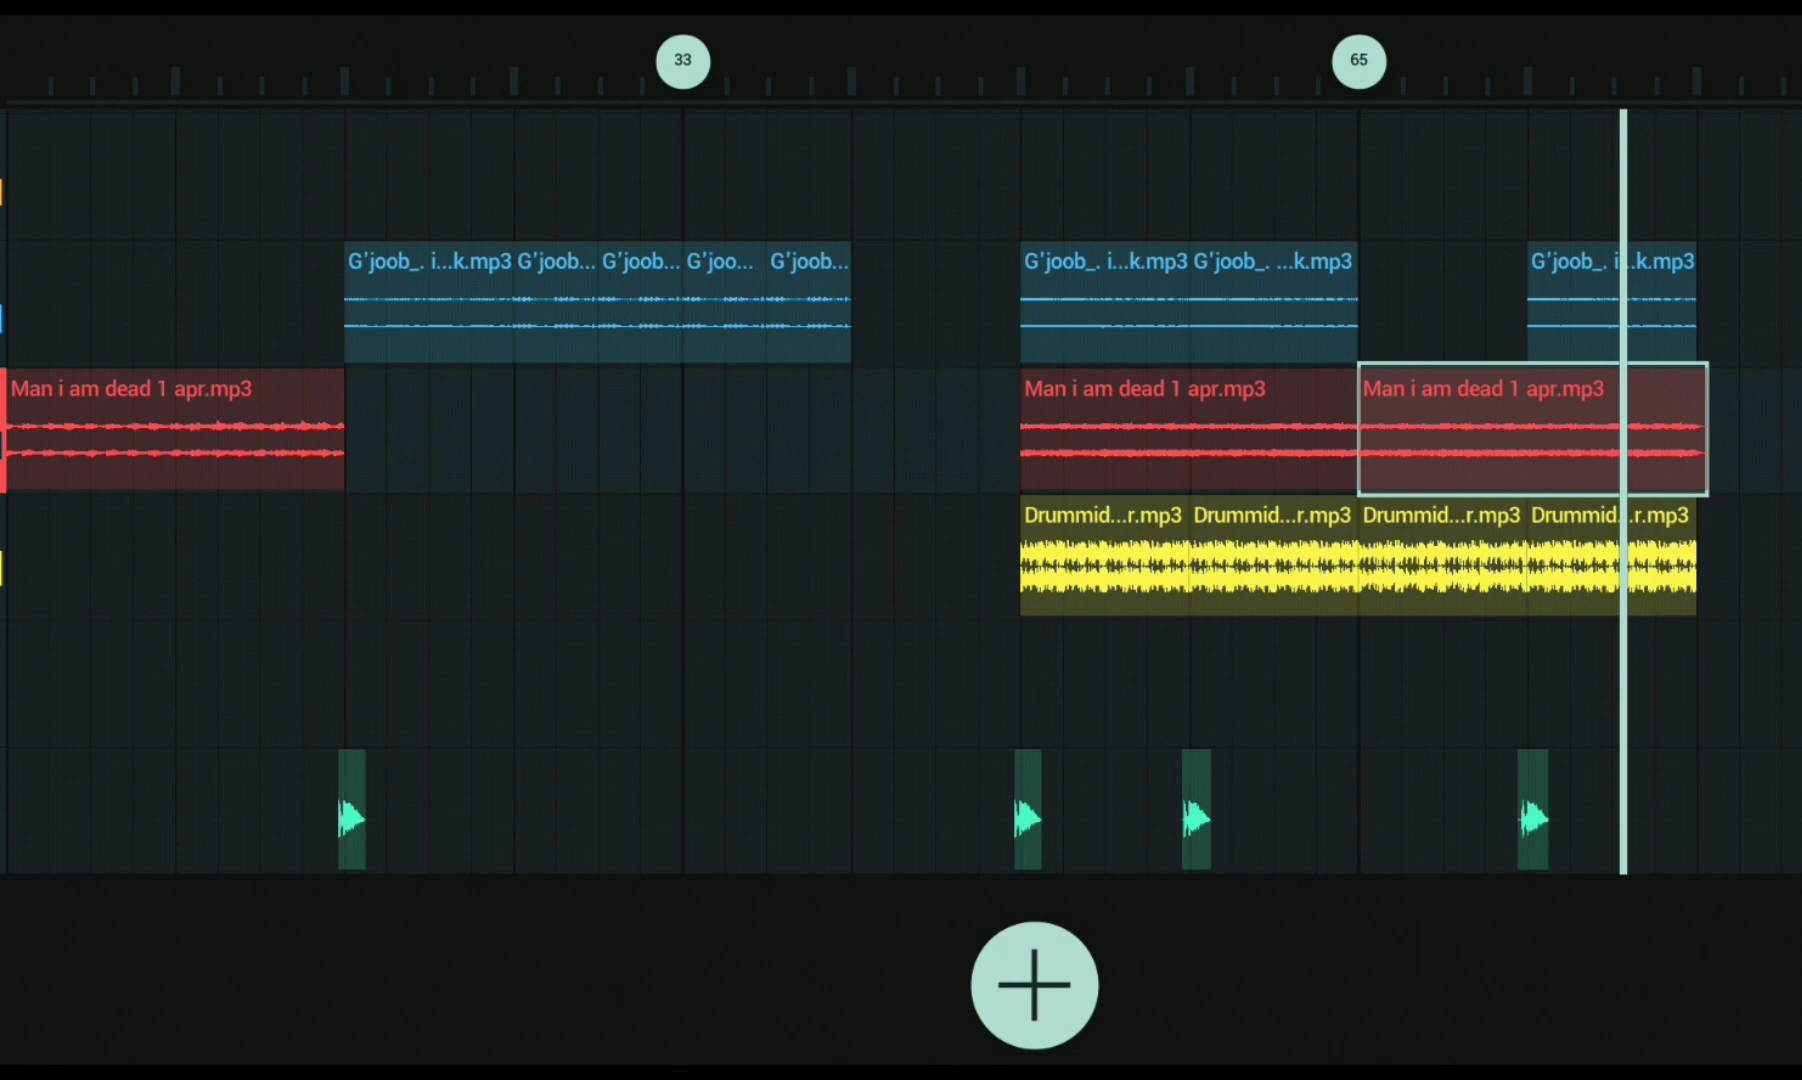 33
65
G'joob_. i...k.mp3 G'joob... G'joob... G'joo... G'joob...
G'joob_. i...k.mp3 G'joob_. ...k.mp3
G'joob_. i...k.mp3
Man i am dead 1 apr.mp3
Man i am dead 1 apr.mp3
Man i am dead 1 apr.mp3
Drummid...r.mp3 Drummid...r.mp3 Drummid...r.mp3 Drummid...r.mp3